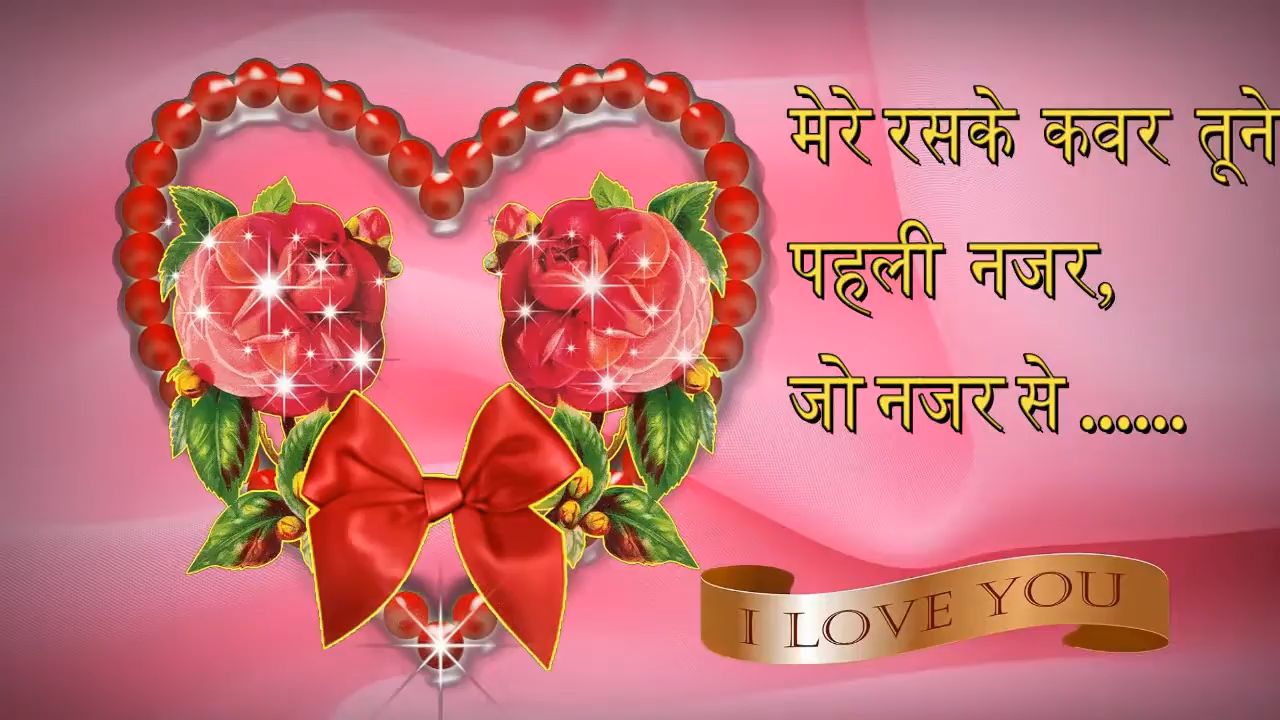 मेरे रसके कवर तूने
पहली नजर,
जो नजर से ......
I LOVE YOU